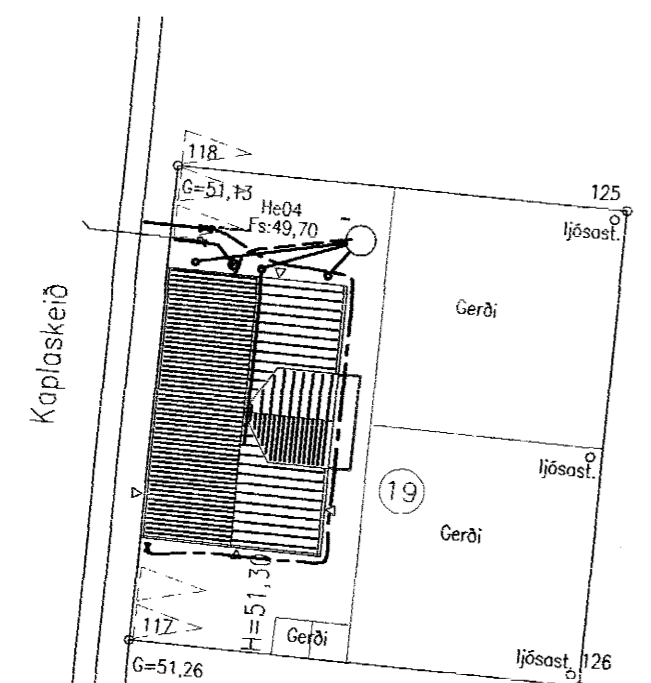 118
G=51,13
He04
Fs:49,70
125
ljósast.
Gerði
Kaplaskeið
ljósast.
19
Gerði
H=51,30
117
G=51,26
Gerði
ljósast.
126